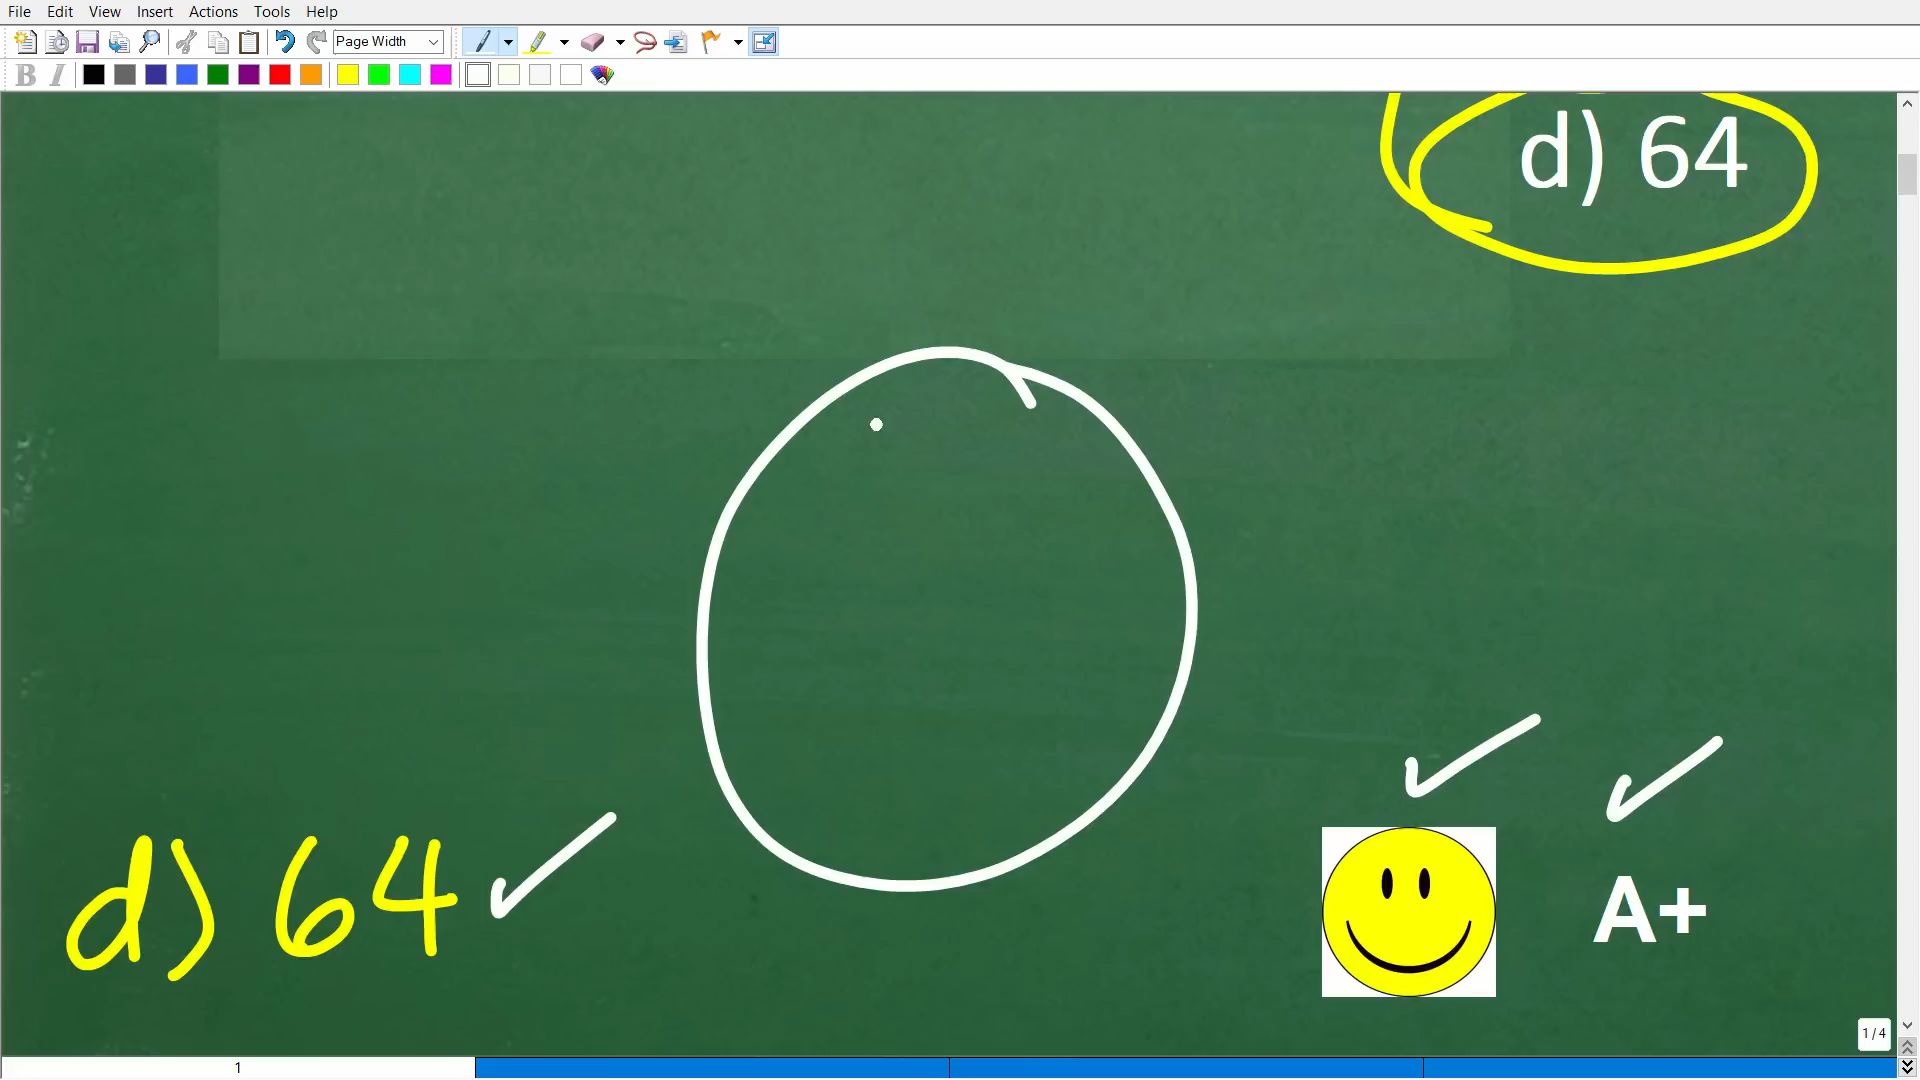 File Edit View Insert Actions Tools Help
Page Width
B I
d) 64
d) 64
A+
1 / 4
1